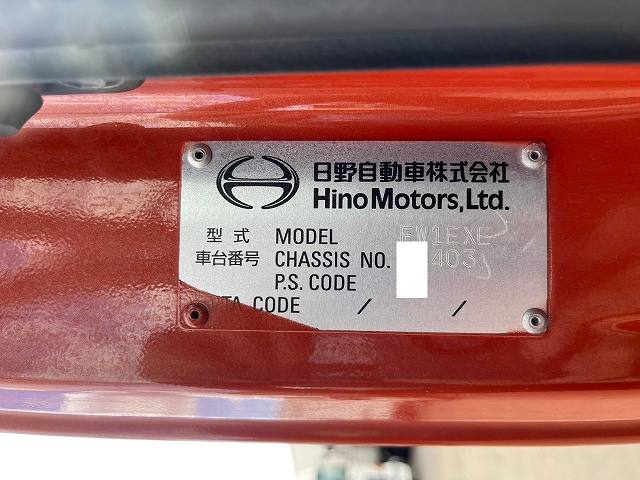 日野自動車株式会社
Hino Motors, Ltd.
型式 MODEL FW1EXE
車台番号 CHASSIS NO. 403
P.S. CODE
CODE / /